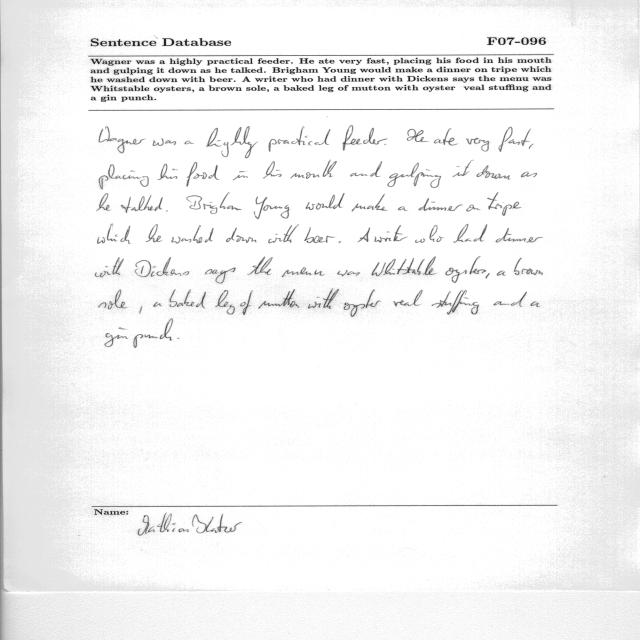 Sentence Database F07-096
Wagner was a highly practical feeder. He ate very fast, placing his food in his mouth
and gulping it down as he talked. Brigham Young would make a dinner on tripe which
he washed down with beer. A writer who had dinner with Dickens says the menu was
Whitstable oysters, a brown sole, a baked leg of mutton with oyster veal stuffing and
a gin punch.
Wagner was a highly practical feeder. He ate very fast,
placing his food in his mouth and gulping it down as
he talked. Brigham Young would make a dinner on tripe
which he washed down with beer. A writer who had dinner
with Dickens says the menu was Whitstable oysters, a brown
sole, a baked leg of mutton with oyster veal stuffing and a
gin punch.
Name: